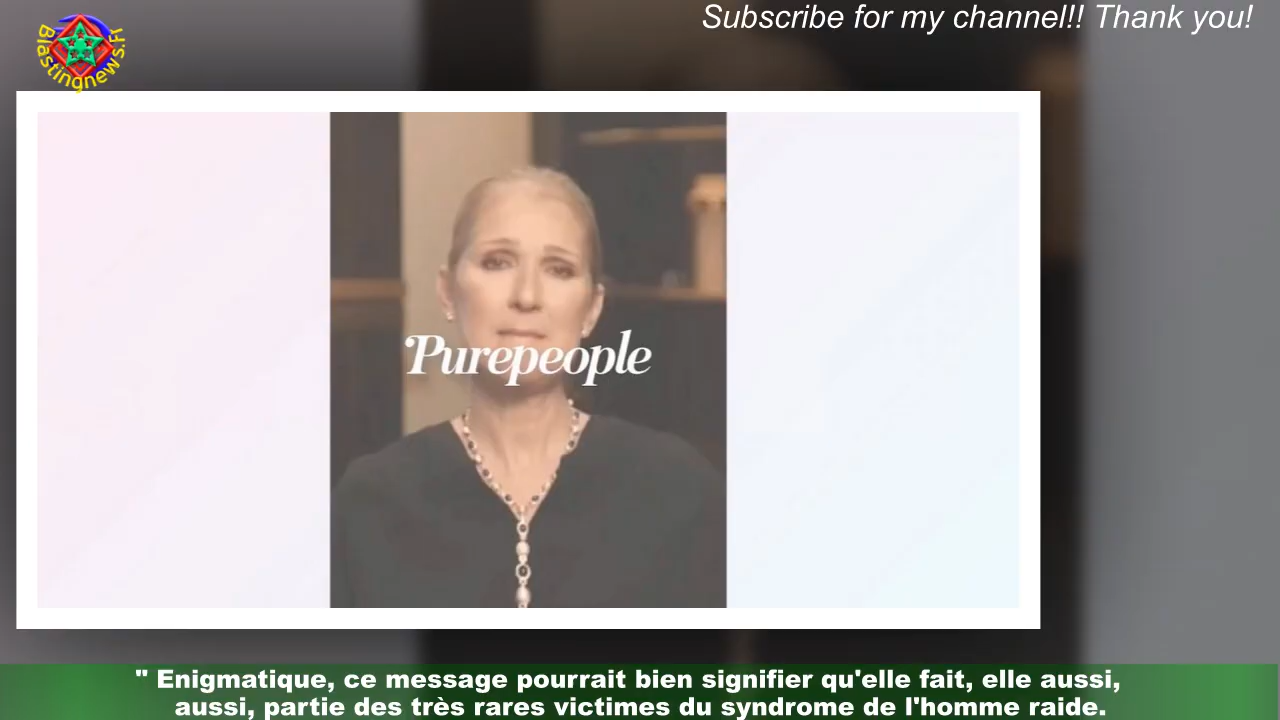 Subscribe for my channel!! Thank you!
Blastingnews.Fr
Purepeople
" Enigmatique, ce message pourrait bien signifier qu'elle fait, elle aussi,
aussi, partie des très rares victimes du syndrome de l'homme raide.